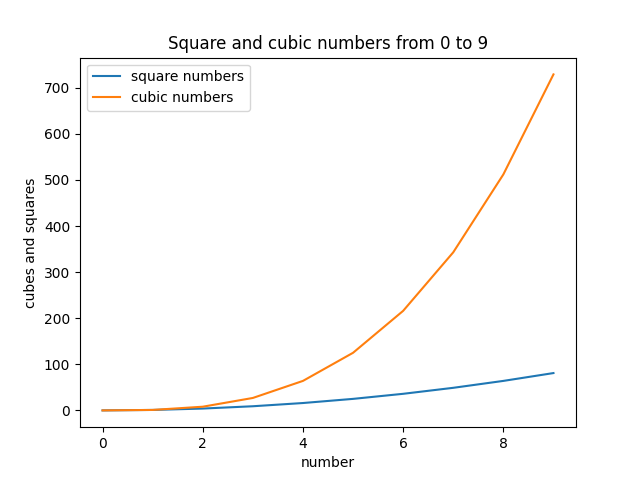 Square and cubic numbers from 0 to 9
square numbers
cubic numbers
cubes and squares
700
600
500
400
300
200
100
0
0 2 4 6 8
number